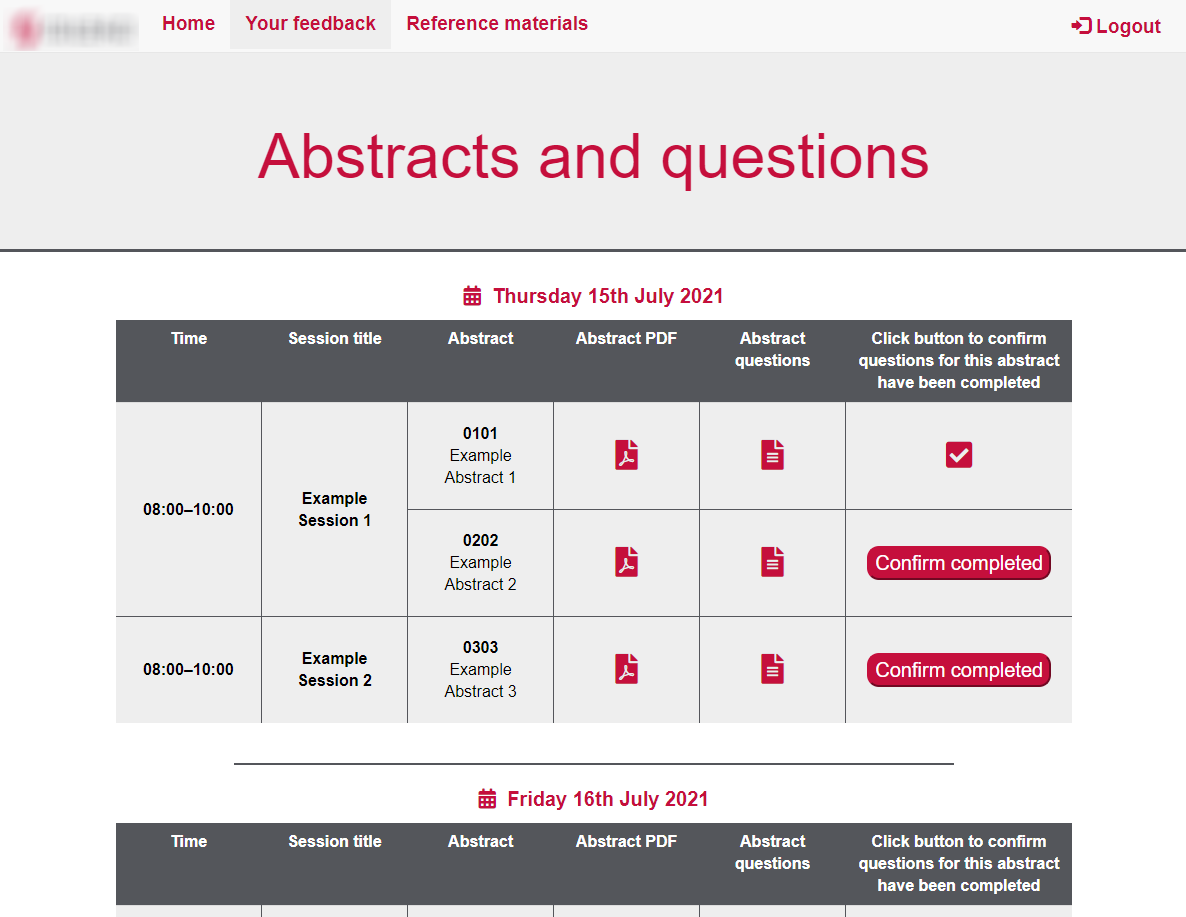 Home Your feedback Reference materials Logout
Abstracts and questions
Thursday 15th July 2021
Time Session title Abstract Abstract PDF Abstract questions Click button to confirm questions for this abstract have been completed
08:00–10:00
Example
Session 1
0101
Example
Abstract 1
0202
Example
Abstract 2
Confirm completed
08:00–10:00
Example
Session 2
0303
Example
Abstract 3
Confirm completed
Friday 16th July 2021
Time Session title Abstract Abstract PDF Abstract questions Click button to confirm questions for this abstract have been completed